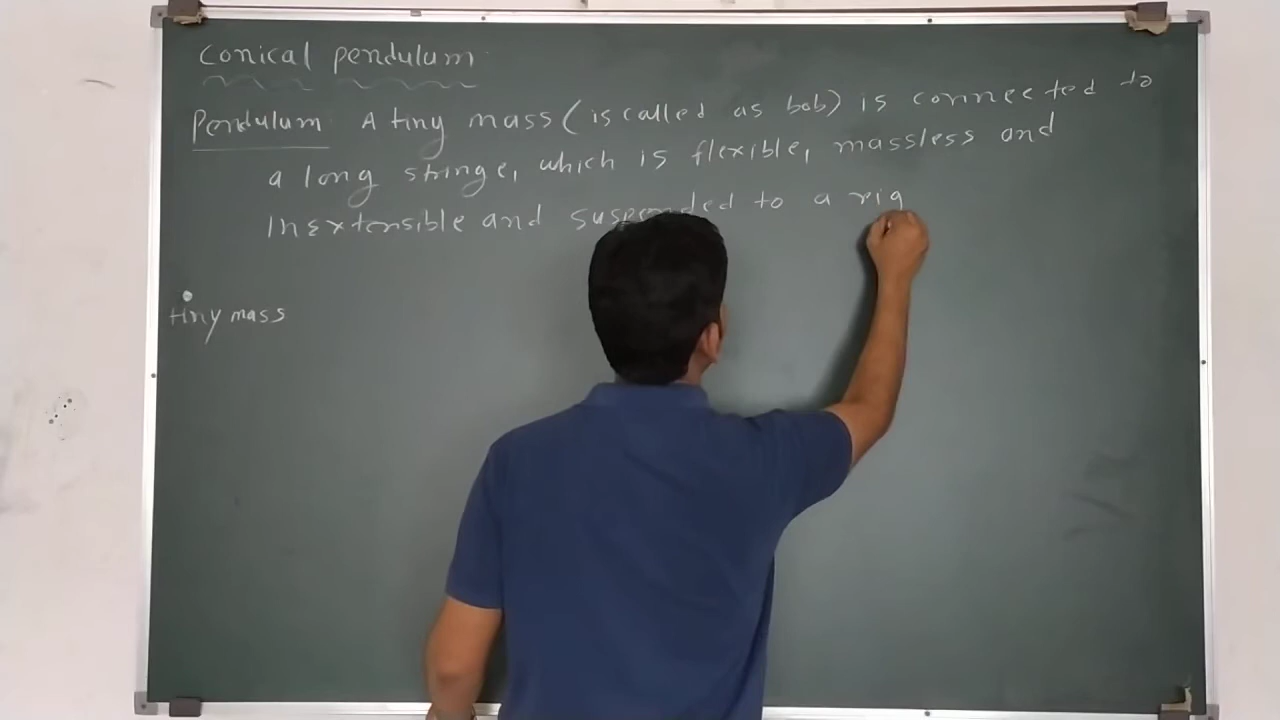 Conical pendulum
Pendulum A tiny mass (is called as bob) is connected to
a long stringe, which is flexible, massless and
Inextensible and suspended to a rig
tiny mass